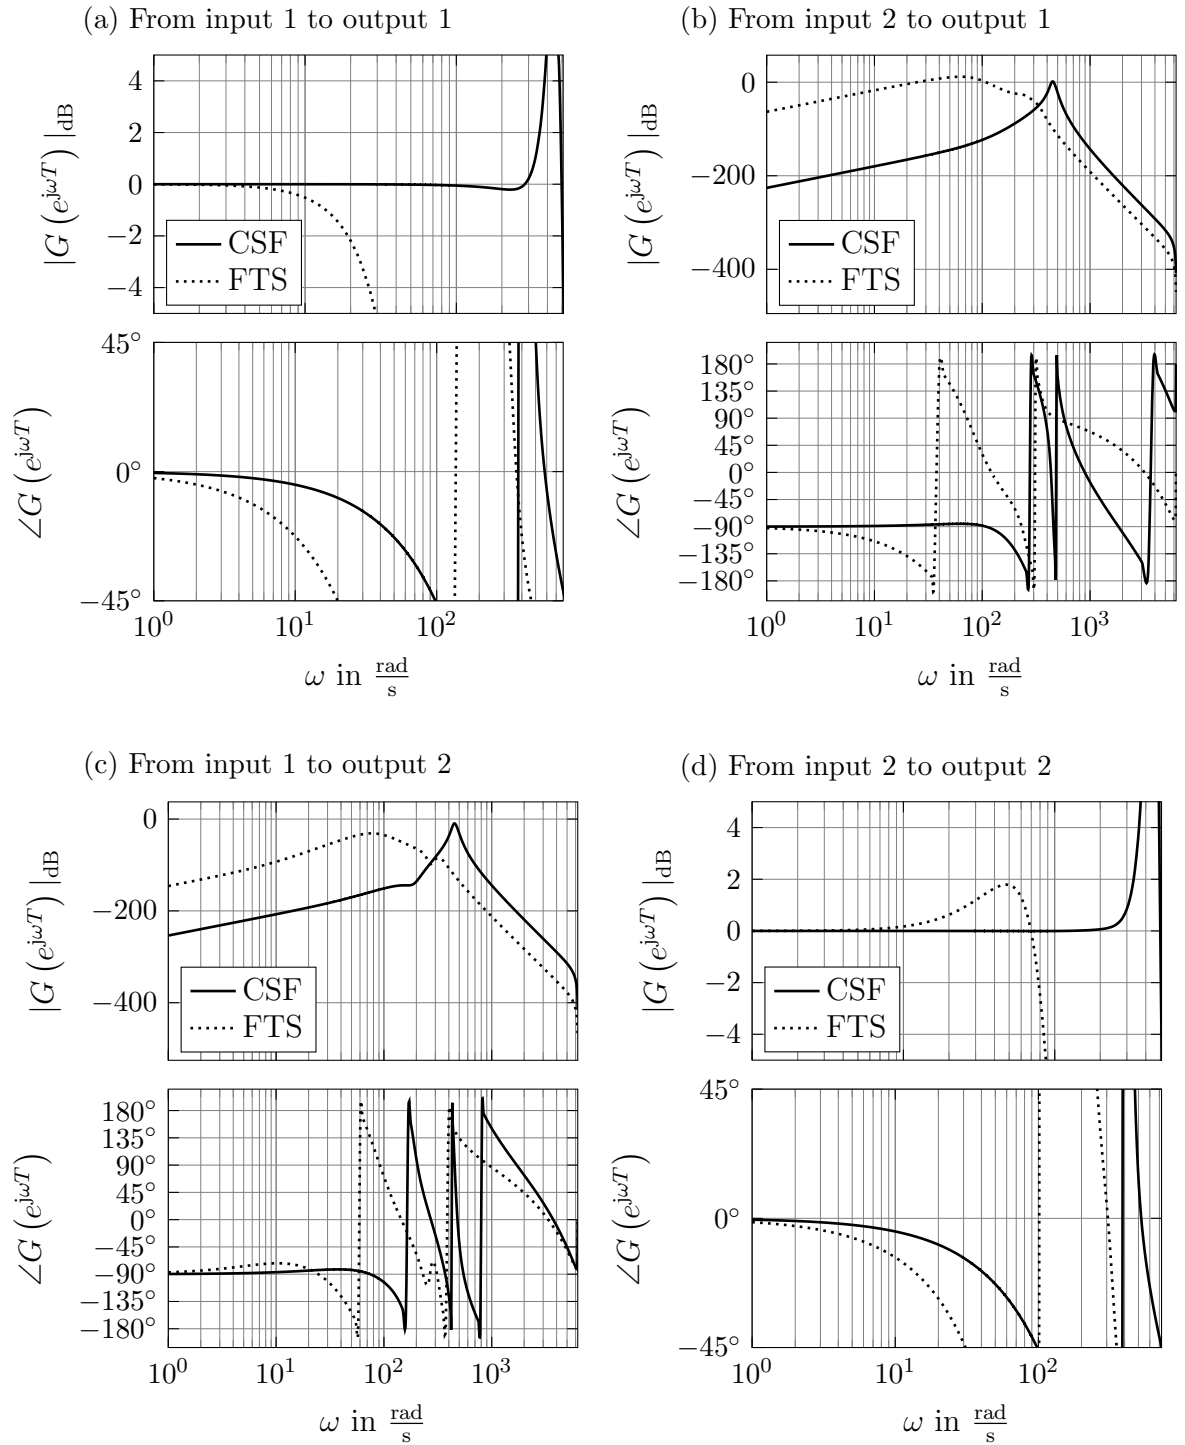 (a) From input 1 to output 1
|G (e^{jωT}) |_{dB}
4
2
0
−2
−4
CSF
FTS
∠G (e^{jωT})
45°
0°
−45°
10^0
10^1
10^2
ω in rad/s
(b) From input 2 to output 1
|G (e^{jωT}) |_{dB}
0
−200
−400
CSF
FTS
∠G (e^{jωT})
180°
135°
90°
45°
0°
−45°
−90°
−135°
−180°
10^0
10^1
10^2
10^3
ω in rad/s
(c) From input 1 to output 2
|G (e^{jωT}) |_{dB}
0
−200
−400
CSF
FTS
∠G (e^{jωT})
180°
135°
90°
45°
0°
−45°
−90°
−135°
−180°
10^0
10^1
10^2
10^3
ω in rad/s
(d) From input 2 to output 2
|G (e^{jωT}) |_{dB}
4
2
0
−2
−4
CSF
FTS
∠G (e^{jωT})
45°
0°
−45°
10^0
10^1
10^2
ω in rad/s